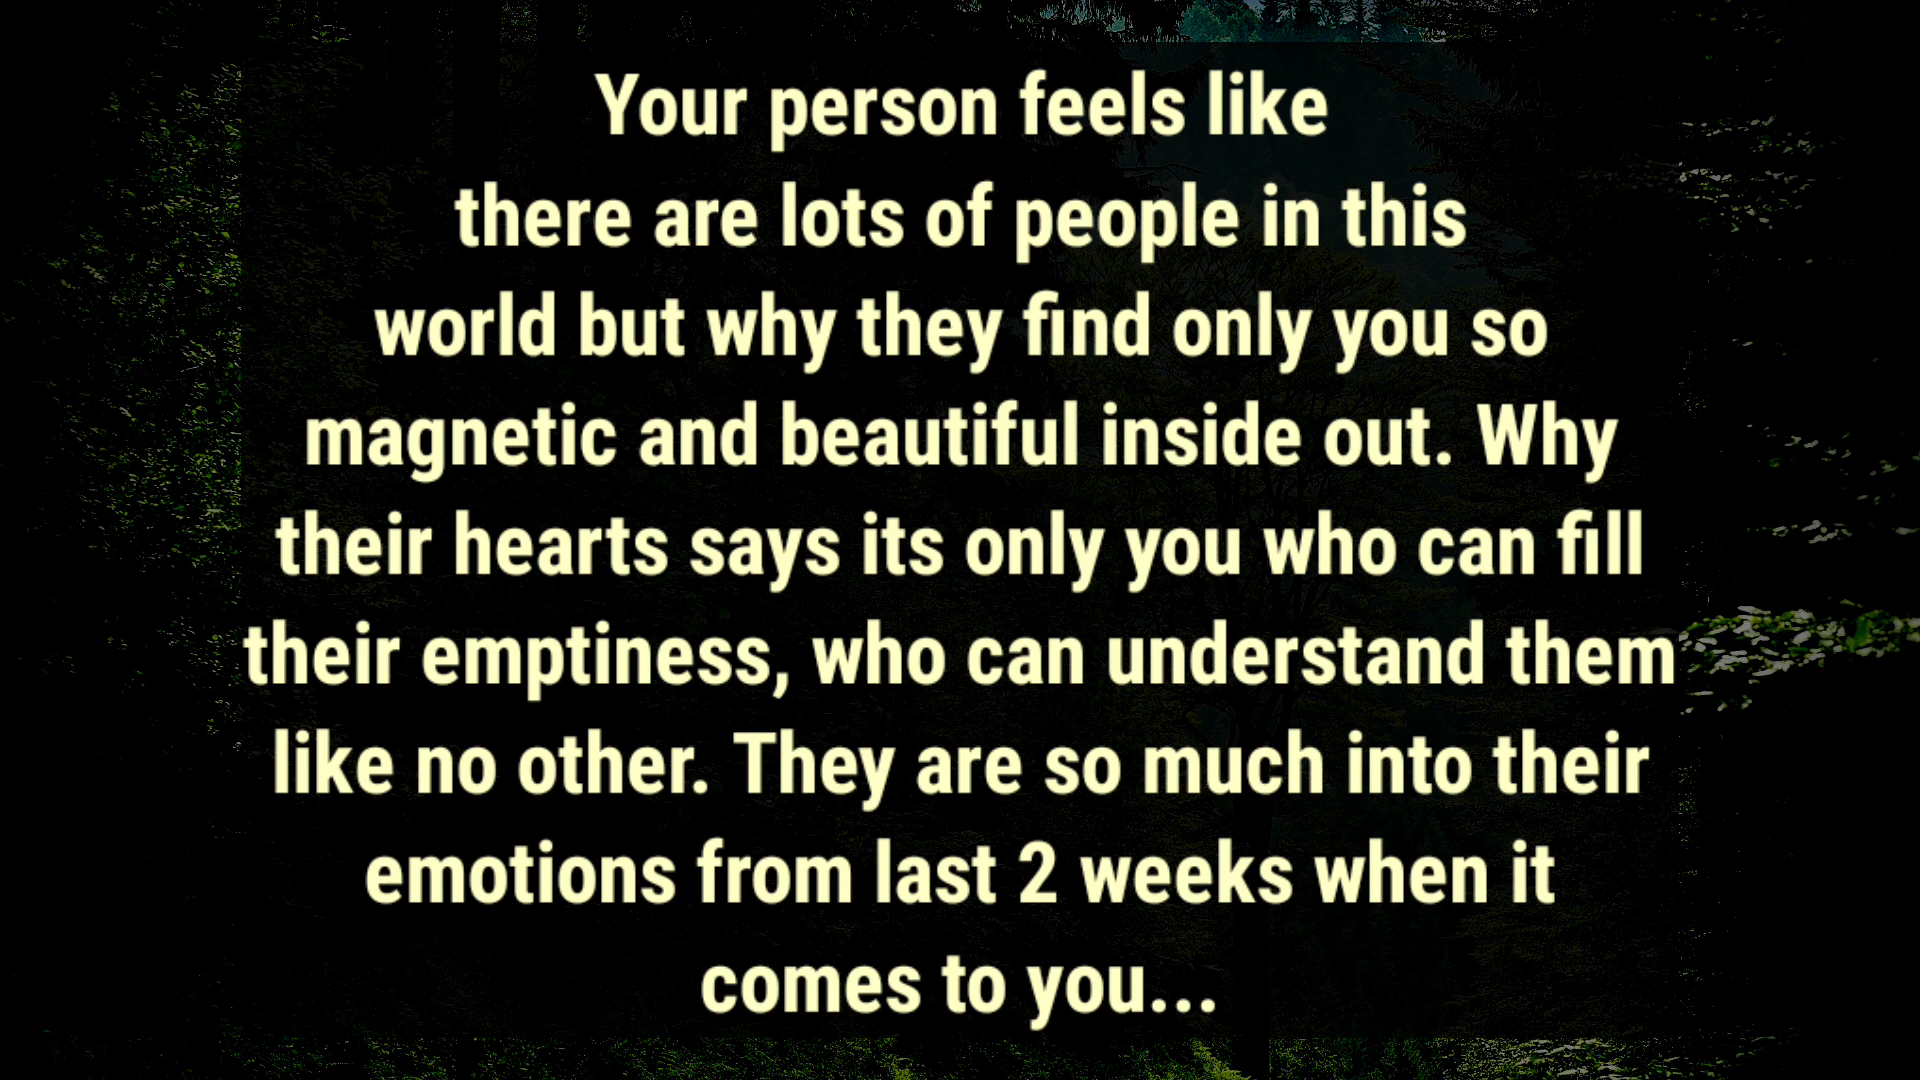 Your person feels like
there are lots of people in this
world but why they find only you so
magnetic and beautiful inside out. Why
their hearts says its only you who can fill
their emptiness, who can understand them
like no other. They are so much into their
emotions from last 2 weeks when it
comes to you...